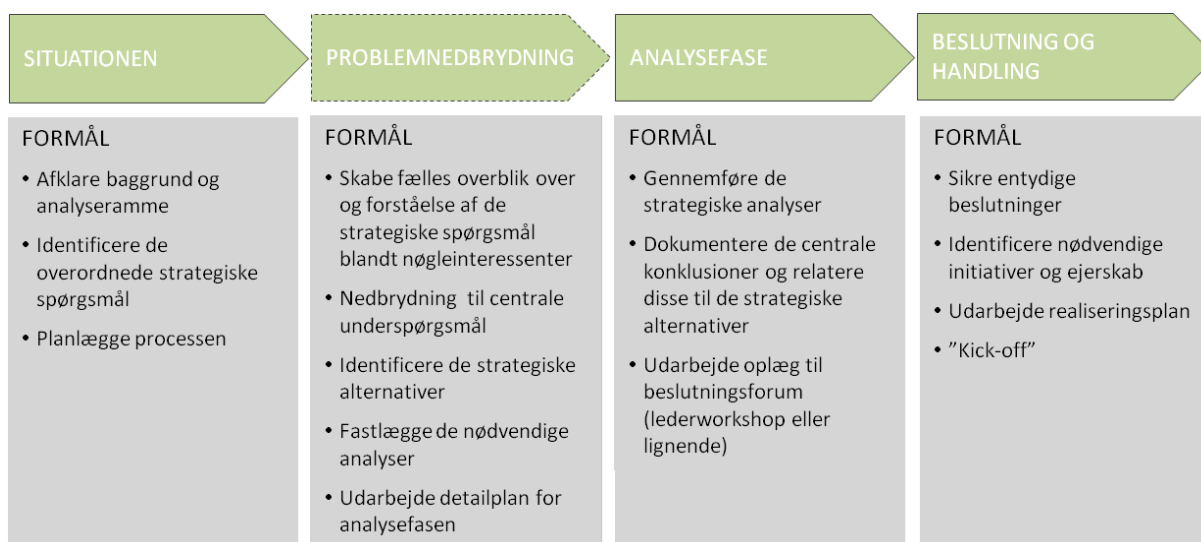 SITUATIONEN
PROBLEMNEDBRYDNING
ANALYSEFASE
BESLUTNING OG
HANDLING
FORMÅL
• Afklare baggrund og
analyseramme
• Identificere de
overordnede strategiske
spørgsmål
• Planlægge processen
FORMÅL
• Skabe fælles overblik over
og forståelse af de
strategiske spørgsmål
blandt nøgleinteressenter
• Nedbrydning til centrale
underspørgsmål
• Identificere de strategiske
alternativer
• Fastlægge de nødvendige
analyser
• Udarbejde detailplan for
analysefasen
FORMÅL
• Gennemføre de
strategiske analyser
• Dokumentere de centrale
konklusioner og relatere
disse til de strategiske
alternativer
• Udarbejde oplæg til
beslutningsforum
(lederworkshop eller
lignende)
FORMÅL
• Sikre entydige
beslutninger
• Identificere nødvendige
initiativer og ejerskab
• Udarbejde realiseringsplan
• ”Kick-off”